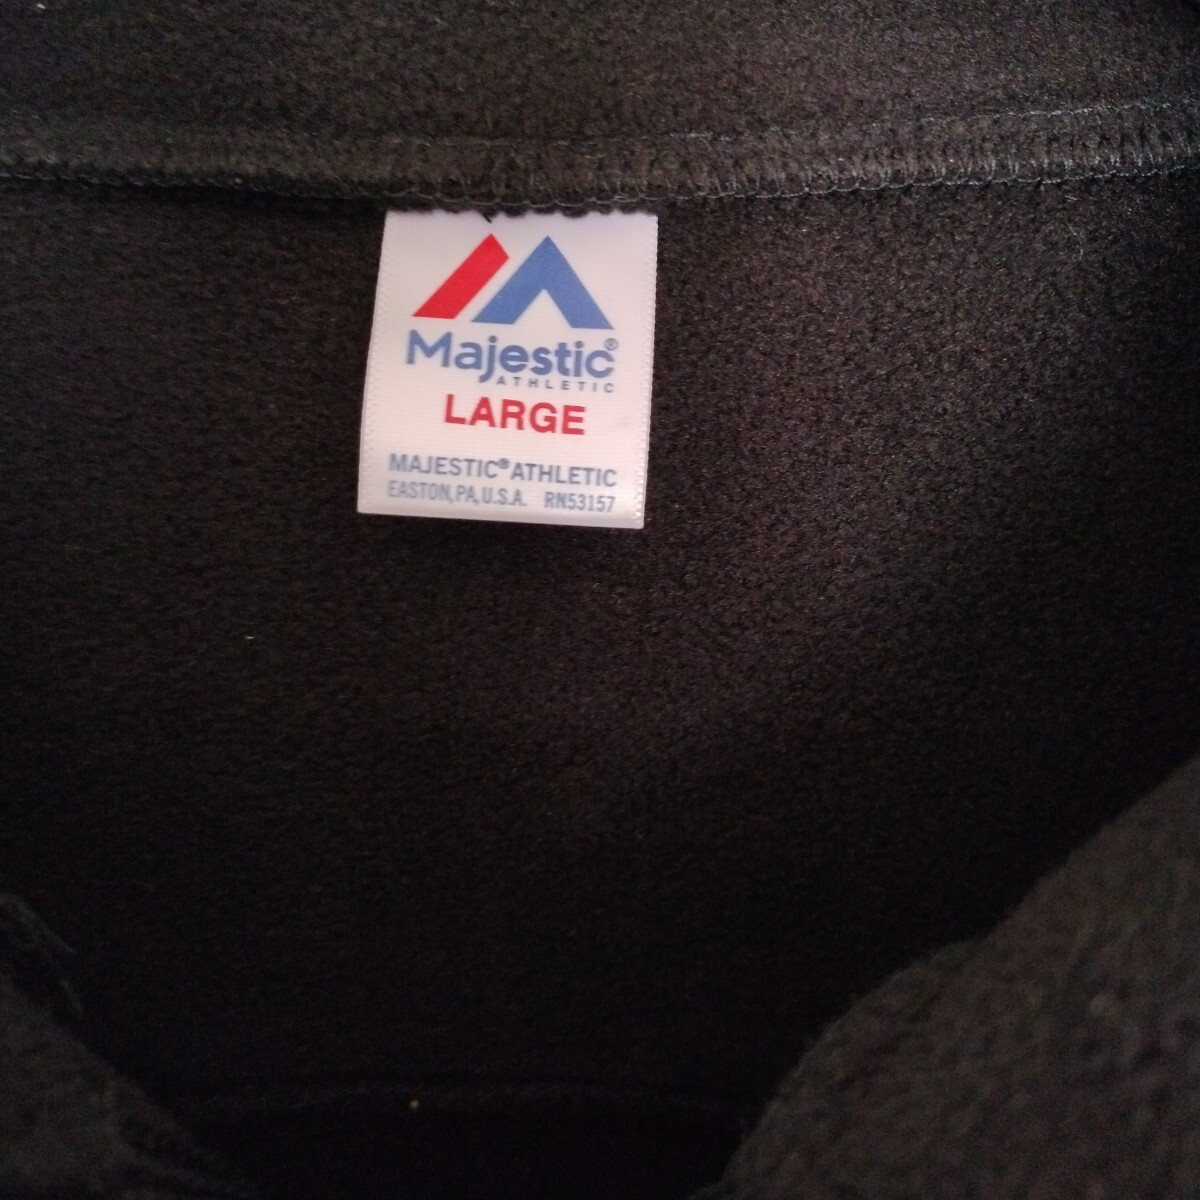 Majestic®
ATHLETIC
LARGE
MAJESTIC® ATHLETIC
EASTON, PA, U.S.A. RN53157